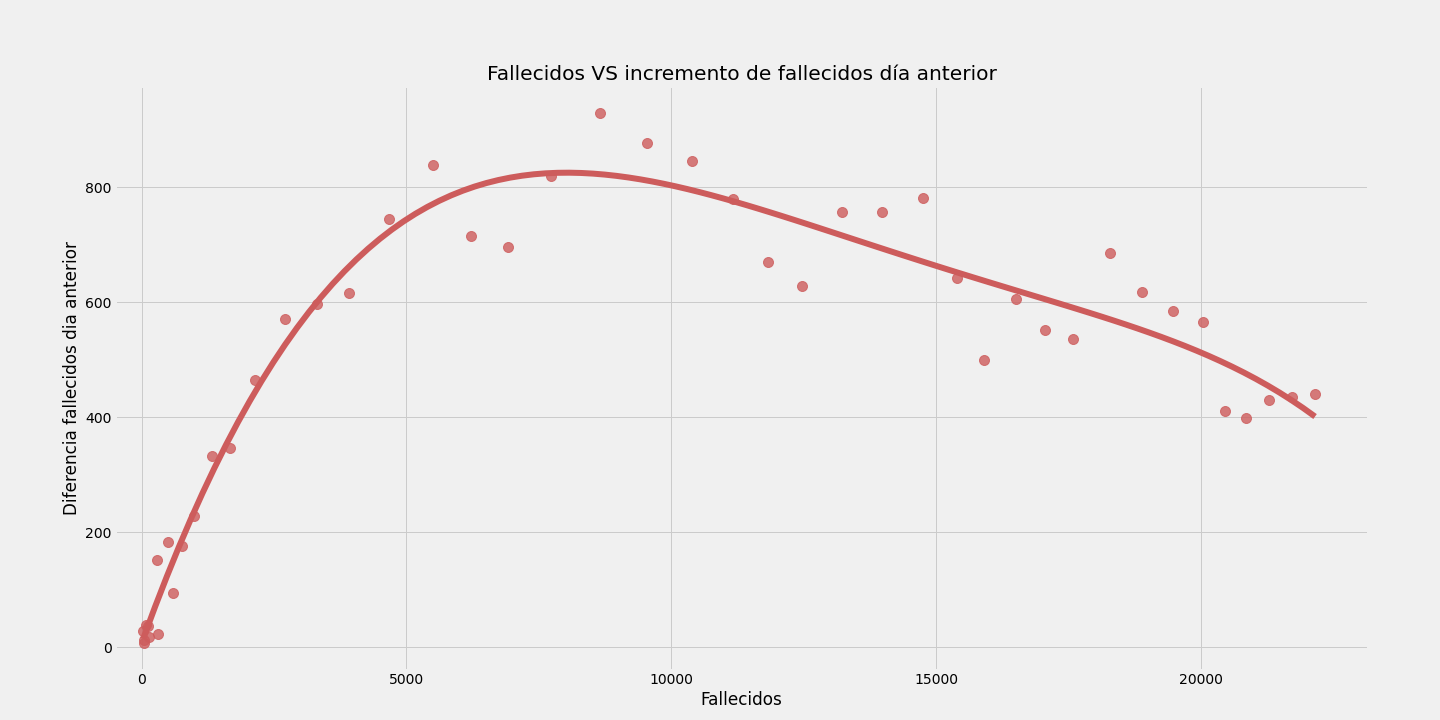 Fallecidos VS incremento de fallecidos día anterior
Diferencia fallecidos dia anterior
800
600
400
200
0
0 5000 10000 15000 20000
Fallecidos